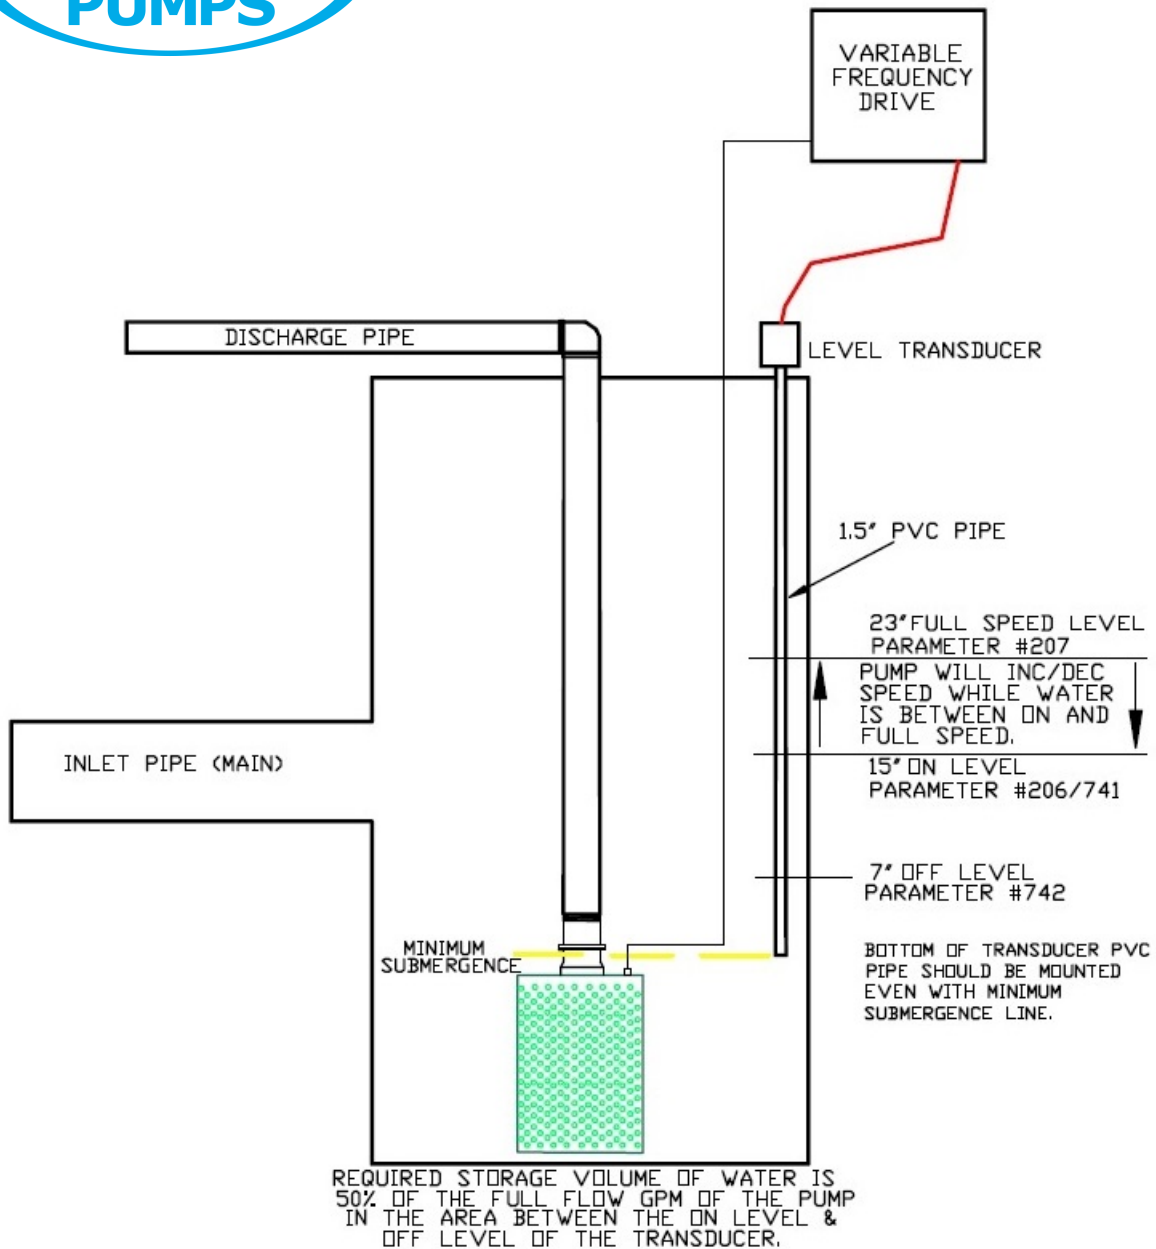 PUMPS
VARIABLE
FREQUENCY
DRIVE
DISCHARGE PIPE
LEVEL TRANSDUCER
1.5" PVC PIPE
23"FULL SPEED LEVEL
PARAMETER #207
PUMP WILL INC/DEC
SPEED WHILE WATER
IS BETWEEN ON AND
FULL SPEED.
INLET PIPE (MAIN)
15" ON LEVEL
PARAMETER #206/741
7" OFF LEVEL
PARAMETER #742
MINIMUM
SUBMERGENCE
BOTTOM OF TRANSDUCER PVC
PIPE SHOULD BE MOUNTED
EVEN WITH MINIMUM
SUBMERGENCE LINE.
REQUIRED STORAGE VOLUME OF WATER IS
50% OF THE FULL FLOW GPM OF THE PUMP
IN THE AREA BETWEEN THE ON LEVEL &
OFF LEVEL OF THE TRANSDUCER.